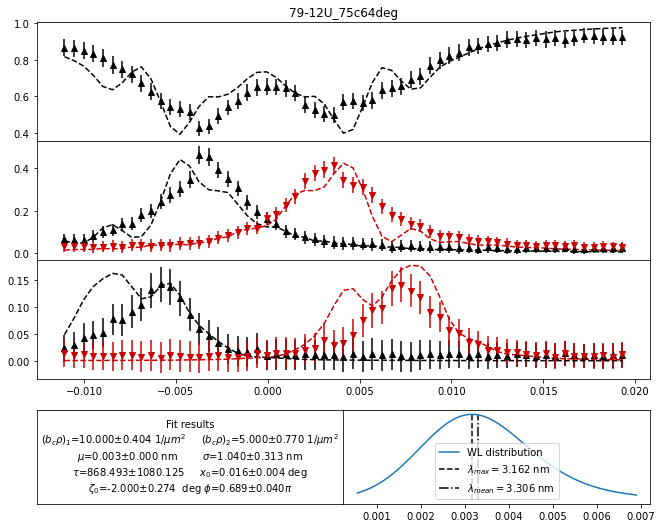 79-12U_75c64deg
1.0
0.8
0.6
0.4
0.4
0.2
0.0
0.15
0.10
0.05
0.00
−0.010 −0.005 0.000 0.005 0.010 0.015 0.020
Fit results
(b_cρ)_1=10.000±0.404 1/μm^2 (b_cρ)_2=5.000±0.770 1/μm^2
μ=0.003±0.000 nm σ=1.040±0.313 nm
τ=868.493±1080.125 x_0=0.016±0.004 deg
ζ_0=-2.000±0.274 deg ϕ=0.689±0.040π
WL distribution
λ_max = 3.162 nm
λ_mean = 3.306 nm
0.001 0.002 0.003 0.004 0.005 0.006 0.007